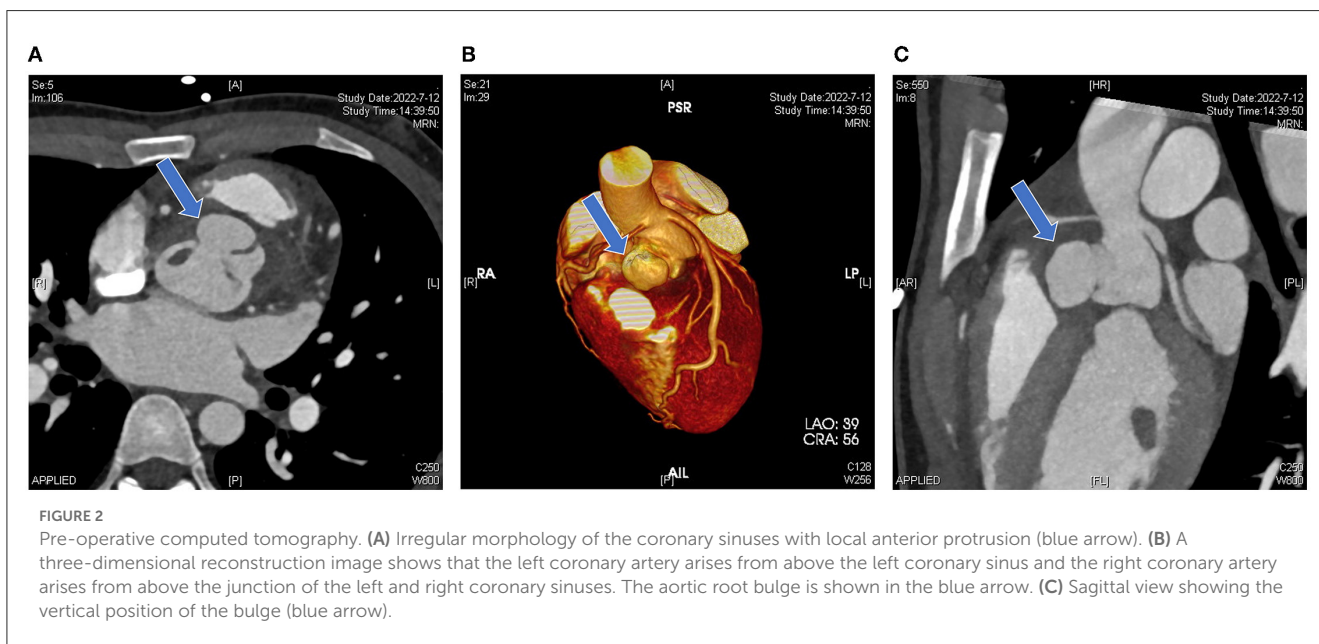 A
Se:5
Im:106
[A]
Study Date:2022-7-12
Study Time:14:39:50
MRN:
[R]
[L]
APPLIED
[P]
C250
W800
B
Se:21
Im:29
[A]
PSR
Study Date:2022-7-12
Study Time:14:39:50
MRN:
[R]
RA
LP
[L]
LAO: 39
CRA: 56
AIL
[P]
C128
W256
C
Se:550
Im:8
[HR]
Study Date:2022-7-12
Study Time:14:39:50
MRN:
[AR]
[PL]
APPLIED
[FL]
C250
W800
FIGURE 2
Pre-operative computed tomography. (A) Irregular morphology of the coronary sinuses with local anterior protrusion (blue arrow). (B) A
three-dimensional reconstruction image shows that the left coronary artery arises from above the left coronary sinus and the right coronary artery
arises from above the junction of the left and right coronary sinuses. The aortic root bulge is shown in the blue arrow. (C) Sagittal view showing the
vertical position of the bulge (blue arrow).